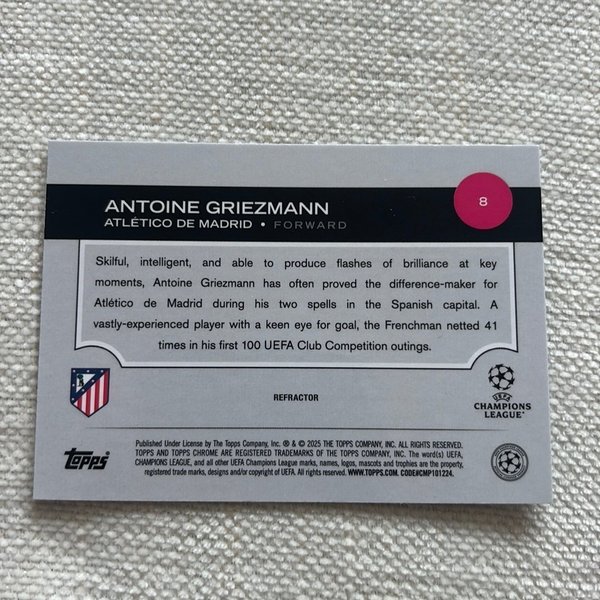 ANTOINE GRIEZMANN
8
ATLÉTICO DE MADRID • FORWARD
Skilful, intelligent, and able to produce flashes of brilliance at key
moments, Antoine Griezmann has often proved the difference-maker for
Atlético de Madrid during his two spells in the Spanish capital. A
vastly-experienced player with a keen eye for goal, the Frenchman netted 41
times in his first 100 UEFA Club Competition outings.
REFRACTOR
UEFA
CHAMPIONS
LEAGUE
Topps
Published Under License by The Topps Company, Inc. ® & © 2025 THE TOPPS COMPANY, INC. ALL RIGHTS RESERVED.
TOPPS AND TOPPS CHROME ARE REGISTERED TRADEMARKS OF THE TOPPS COMPANY, INC. The word(s) UEFA,
CHAMPIONS LEAGUE, and all other UEFA Champions League marks, names, logos, mascots and trophies are the property,
registered trade marks, designs and/or copyright of UEFA. All rights reserved. WWW.TOPPS.COM. CODE#CMP101224.